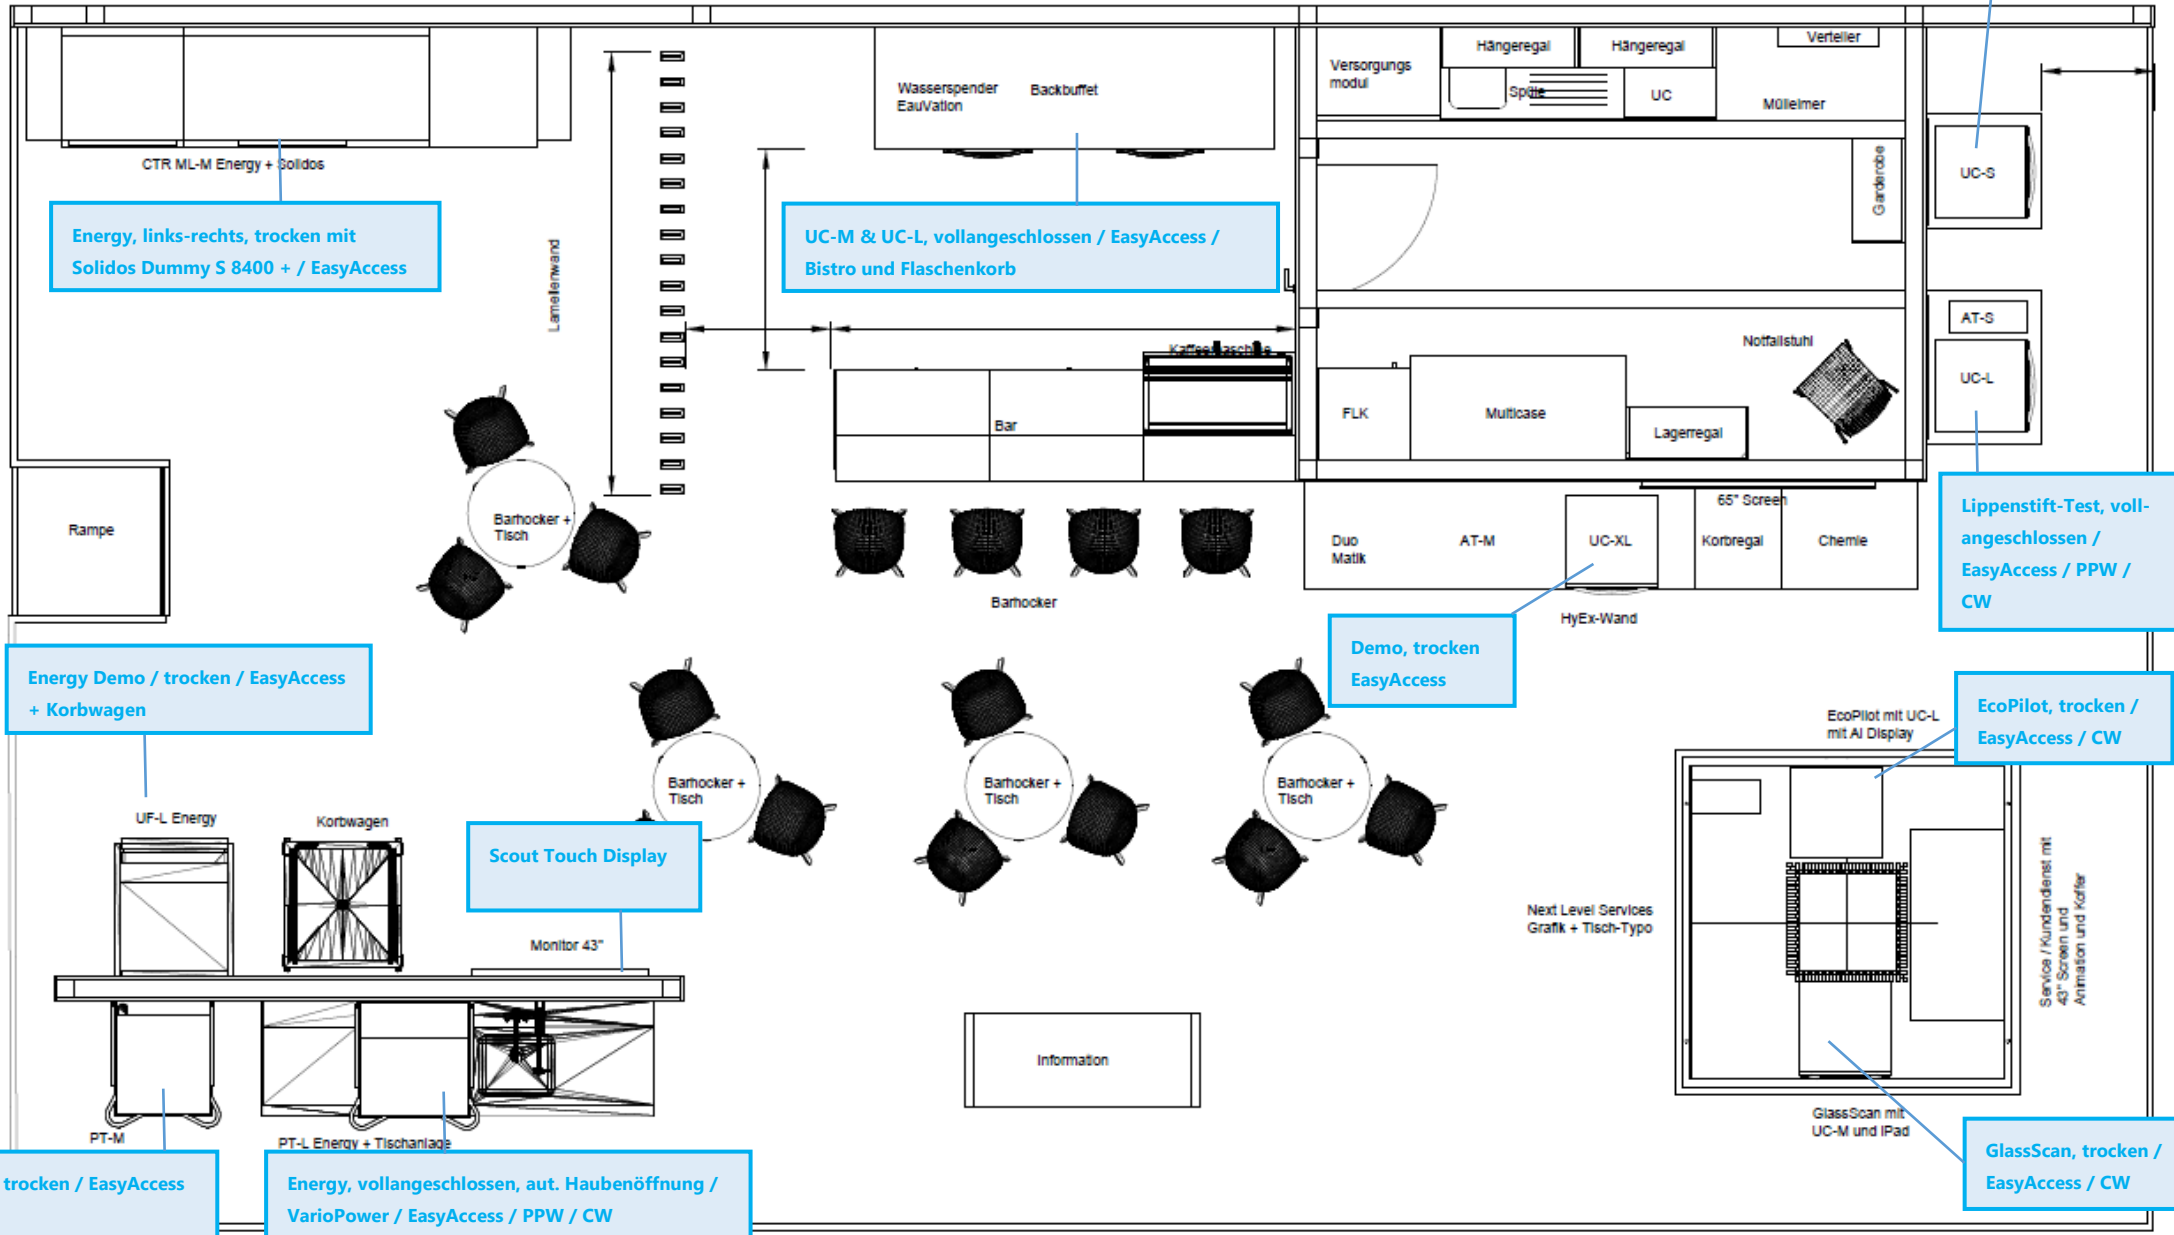 Hängeregal
Hängeregal
Verteiler
Versorgungs
modul
Spüle
UC
Mülleimer
Wasserspender
EauVation
Backbuffet
CTR ML-M Energy + Solidos
Garderobe
UC-S
Energy, links-rechts, trocken mit
Solidos Dummy S 8400 + / EasyAccess
UC-M & UC-L, vollangeschlossen / EasyAccess /
Bistro und Flaschenkorb
Lamellenwand
AT-S
Kaffeemaschine
Notfallstuhl
UC-L
FLK
Multicase
Bar
Lagerregal
Rampe
Barhocker +
Tisch
65" Screen
Duo
Matik
AT-M
UC-XL
Korbregal
Chemie
Lippenstift-Test, voll-
angeschlossen /
EasyAccess / PPW /
CW
Barhocker
HyEx-Wand
Demo, trocken
EasyAccess
Energy Demo / trocken / EasyAccess
+ Korbwagen
EcoPilot mit UC-L
mit AI Display
EcoPilot, trocken /
EasyAccess / CW
Barhocker +
Tisch
Barhocker +
Tisch
Barhocker +
Tisch
UF-L Energy
Korbwagen
Scout Touch Display
Monitor 43"
Next Level Services
Grafik + Tisch-Typo
Service / Kundendienst mit
43" Screen und
Animation und Koffer
Information
PT-M
PT-L Energy + Tischanlage
GlassScan mit
UC-M und iPad
trocken / EasyAccess
Energy, vollangeschlossen, aut. Haubenöffnung /
VarioPower / EasyAccess / PPW / CW
GlassScan, trocken /
EasyAccess / CW